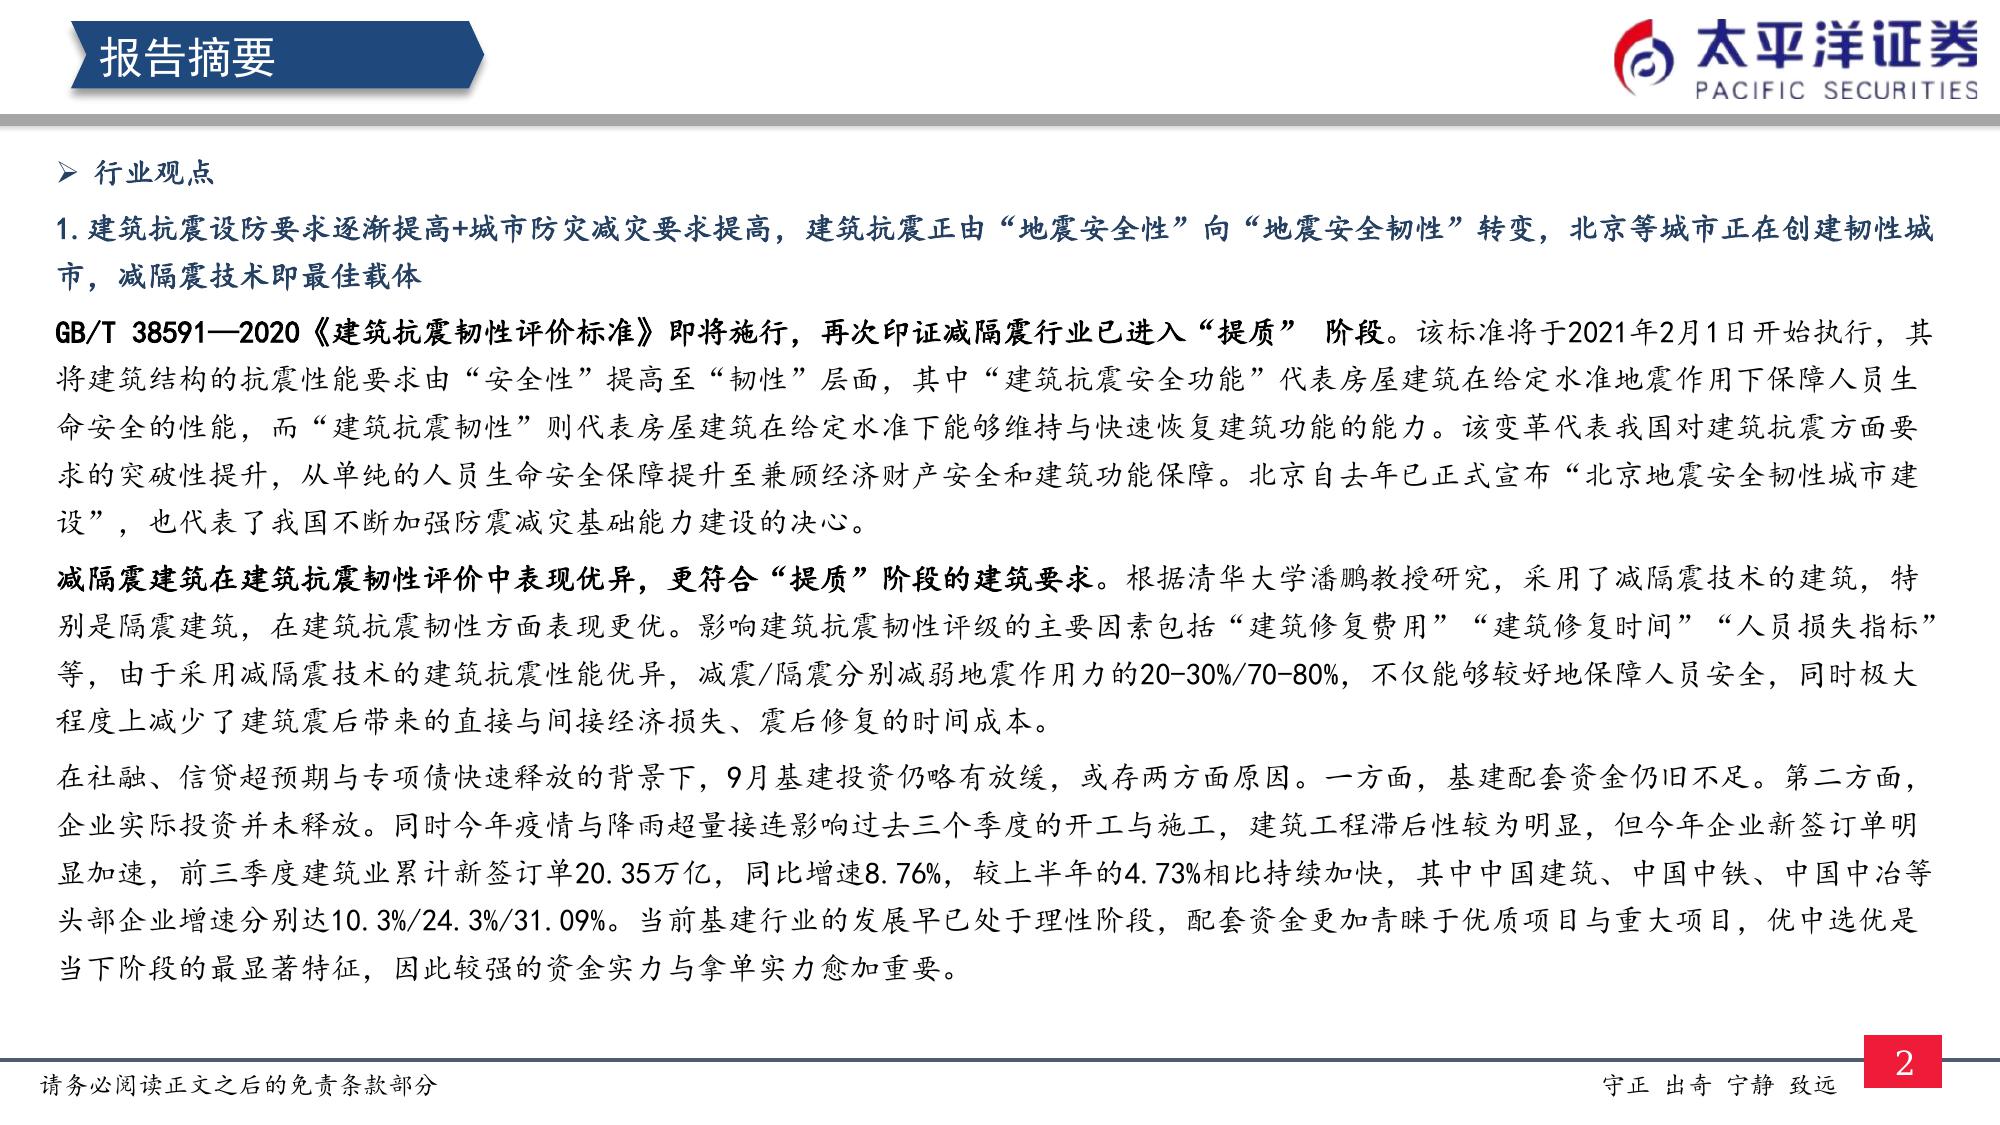 报告摘要
太平洋证券
PACIFIC SECURITIES
➢ 行业观点
1.建筑抗震设防要求逐渐提高+城市防灾减灾要求提高，建筑抗震正由“地震安全性”向“地震安全韧性”转变，北京等城市正在创建韧性城
市，减隔震技术即最佳载体
GB/T 38591—2020《建筑抗震韧性评价标准》即将施行，再次印证减隔震行业已进入“提质” 阶段。该标准将于2021年2月1日开始执行，其
将建筑结构的抗震性能要求由“安全性”提高至“韧性”层面，其中“建筑抗震安全功能”代表房屋建筑在给定水准地震作用下保障人员生
命安全的性能，而“建筑抗震韧性”则代表房屋建筑在给定水准下能够维持与快速恢复建筑功能的能力。该变革代表我国对建筑抗震方面要
求的突破性提升，从单纯的人员生命安全保障提升至兼顾经济财产安全和建筑功能保障。北京自去年已正式宣布“北京地震安全韧性城市建
设”，也代表了我国不断加强防震减灾基础能力建设的决心。
减隔震建筑在建筑抗震韧性评价中表现优异，更符合“提质”阶段的建筑要求。根据清华大学潘鹏教授研究，采用了减隔震技术的建筑，特
别是隔震建筑，在建筑抗震韧性方面表现更优。影响建筑抗震韧性评级的主要因素包括“建筑修复费用”“建筑修复时间”“人员损失指标”
等，由于采用减隔震技术的建筑抗震性能优异，减震/隔震分别减弱地震作用力的20-30%/70-80%，不仅能够较好地保障人员安全，同时极大
程度上减少了建筑震后带来的直接与间接经济损失、震后修复的时间成本。
在社融、信贷超预期与专项债快速释放的背景下，9月基建投资仍略有放缓，或存两方面原因。一方面，基建配套资金仍旧不足。第二方面，
企业实际投资并未释放。同时今年疫情与降雨超量接连影响过去三个季度的开工与施工，建筑工程滞后性较为明显，但今年企业新签订单明
显加速，前三季度建筑业累计新签订单20.35万亿，同比增速8.76%，较上半年的4.73%相比持续加快，其中中国建筑、中国中铁、中国中冶等
头部企业增速分别达10.3%/24.3%/31.09%。当前基建行业的发展早已处于理性阶段，配套资金更加青睐于优质项目与重大项目，优中选优是
当下阶段的最显著特征，因此较强的资金实力与拿单实力愈加重要。
请务必阅读正文之后的免责条款部分
守正 出奇 宁静 致远
2